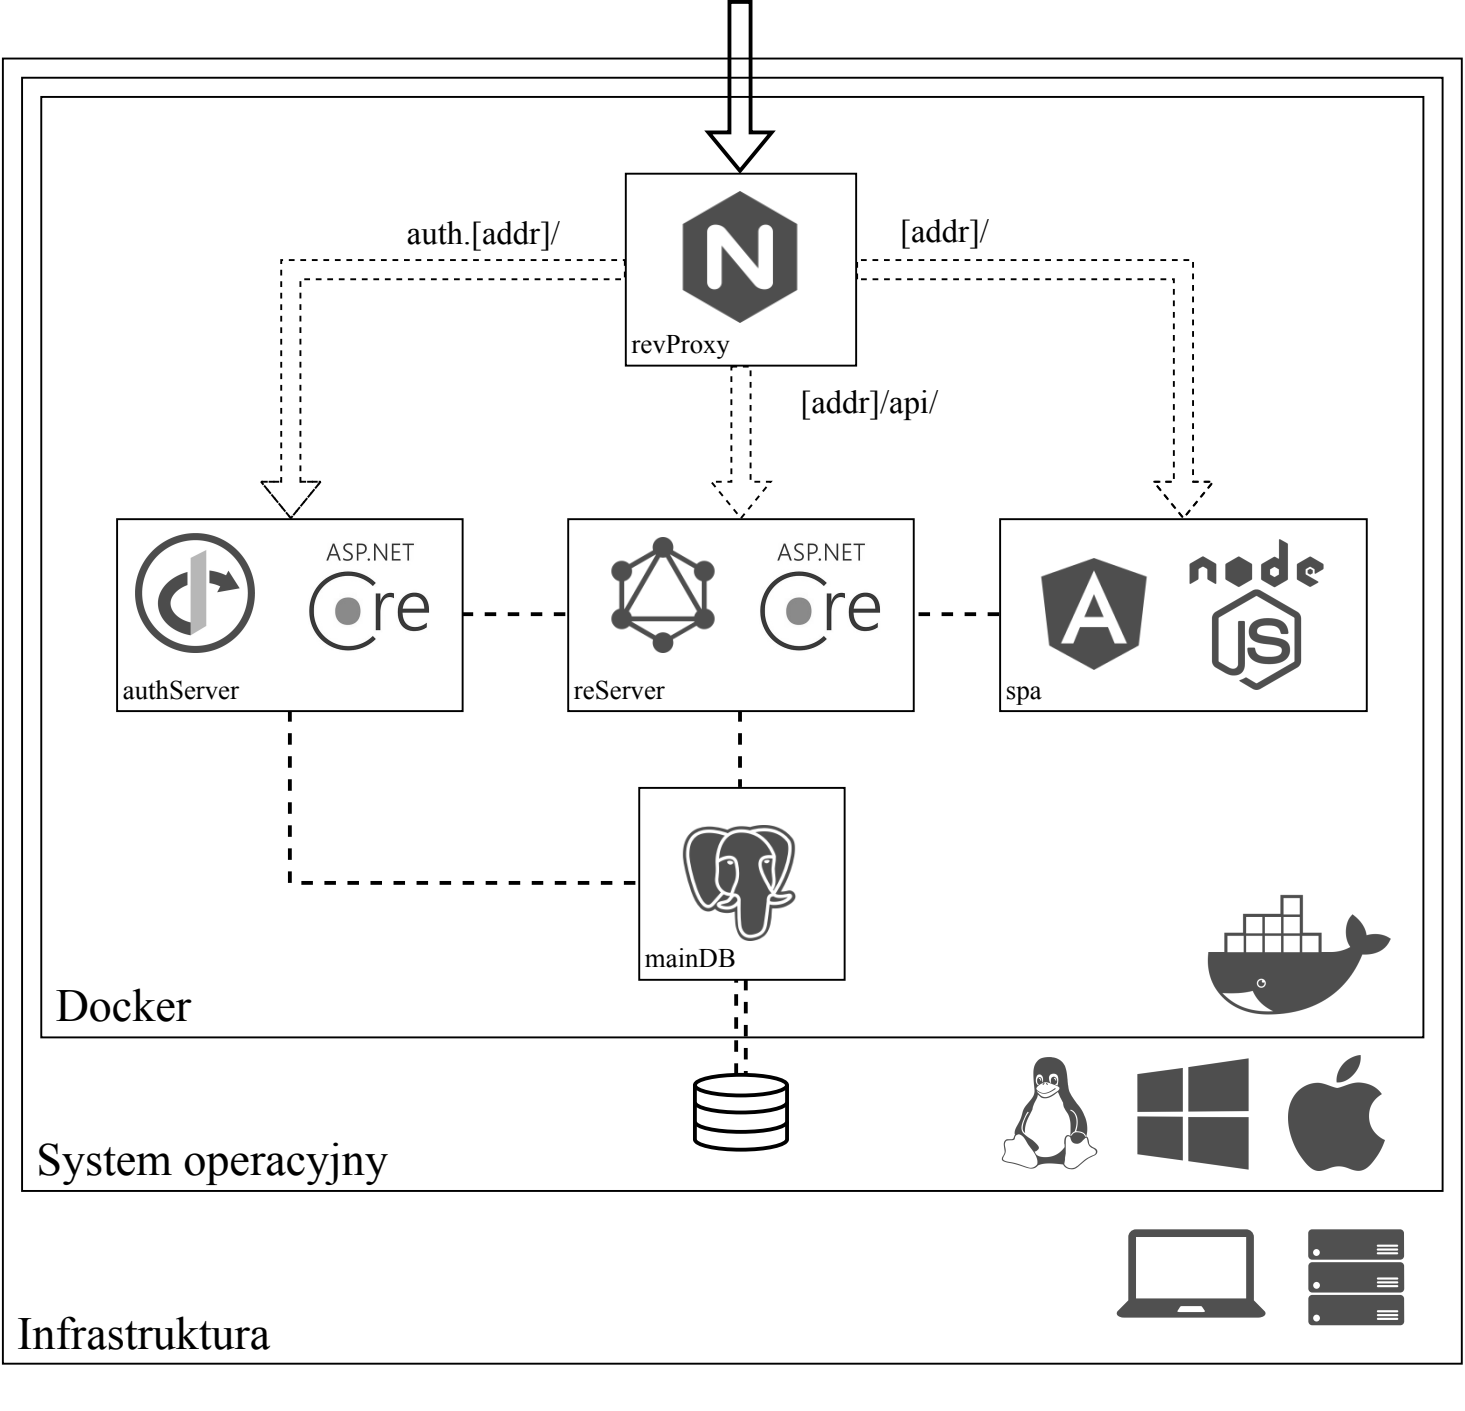 auth.[addr]/
[addr]/
N
revProxy
[addr]/api/
ASP.NET
Core
authServer
ASP.NET
Core
reServer
A
node
JS
spa
mainDB
Docker
System operacyjny
Infrastruktura